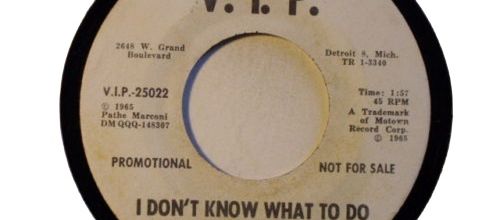 V. I. P.
2648 W. Grand
Boulevard
Detroit 8, Mich.
TR 1-3340
V.I.P.-25022
© 1965
Pathe Marconi
DM QQQ-148307
Time: 1:57
45 RPM
A Trademark
of Motown
Record Corp.
© 1965
PROMOTIONAL
NOT FOR SALE
I DON'T KNOW WHAT TO DO